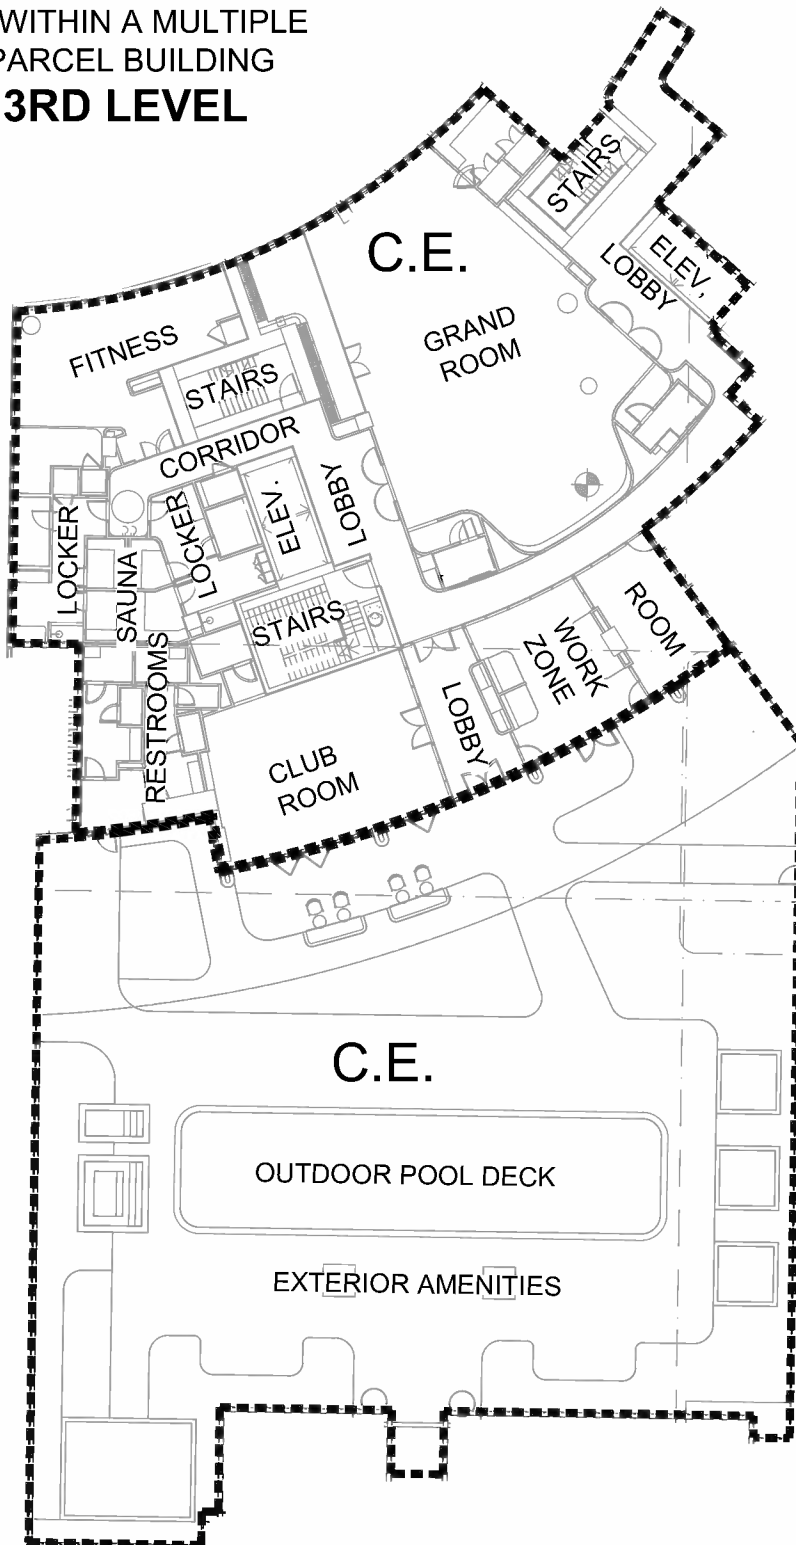 WITHIN A MULTIPLE
PARCEL BUILDING
3RD LEVEL
STAIRS
C.E.
ELEV,
LOBBY
GRAND
ROOM
FITNESS
STAIRS
CORRIDOR
LOBBY
ELEV.
LOCKER
LOCKER
SAUNA
STAIRS
ROOM
WORK
ZONE
RESTROOMS
LOBBY
CLUB
ROOM
C.E.
OUTDOOR POOL DECK
EXTERIOR AMENITIES